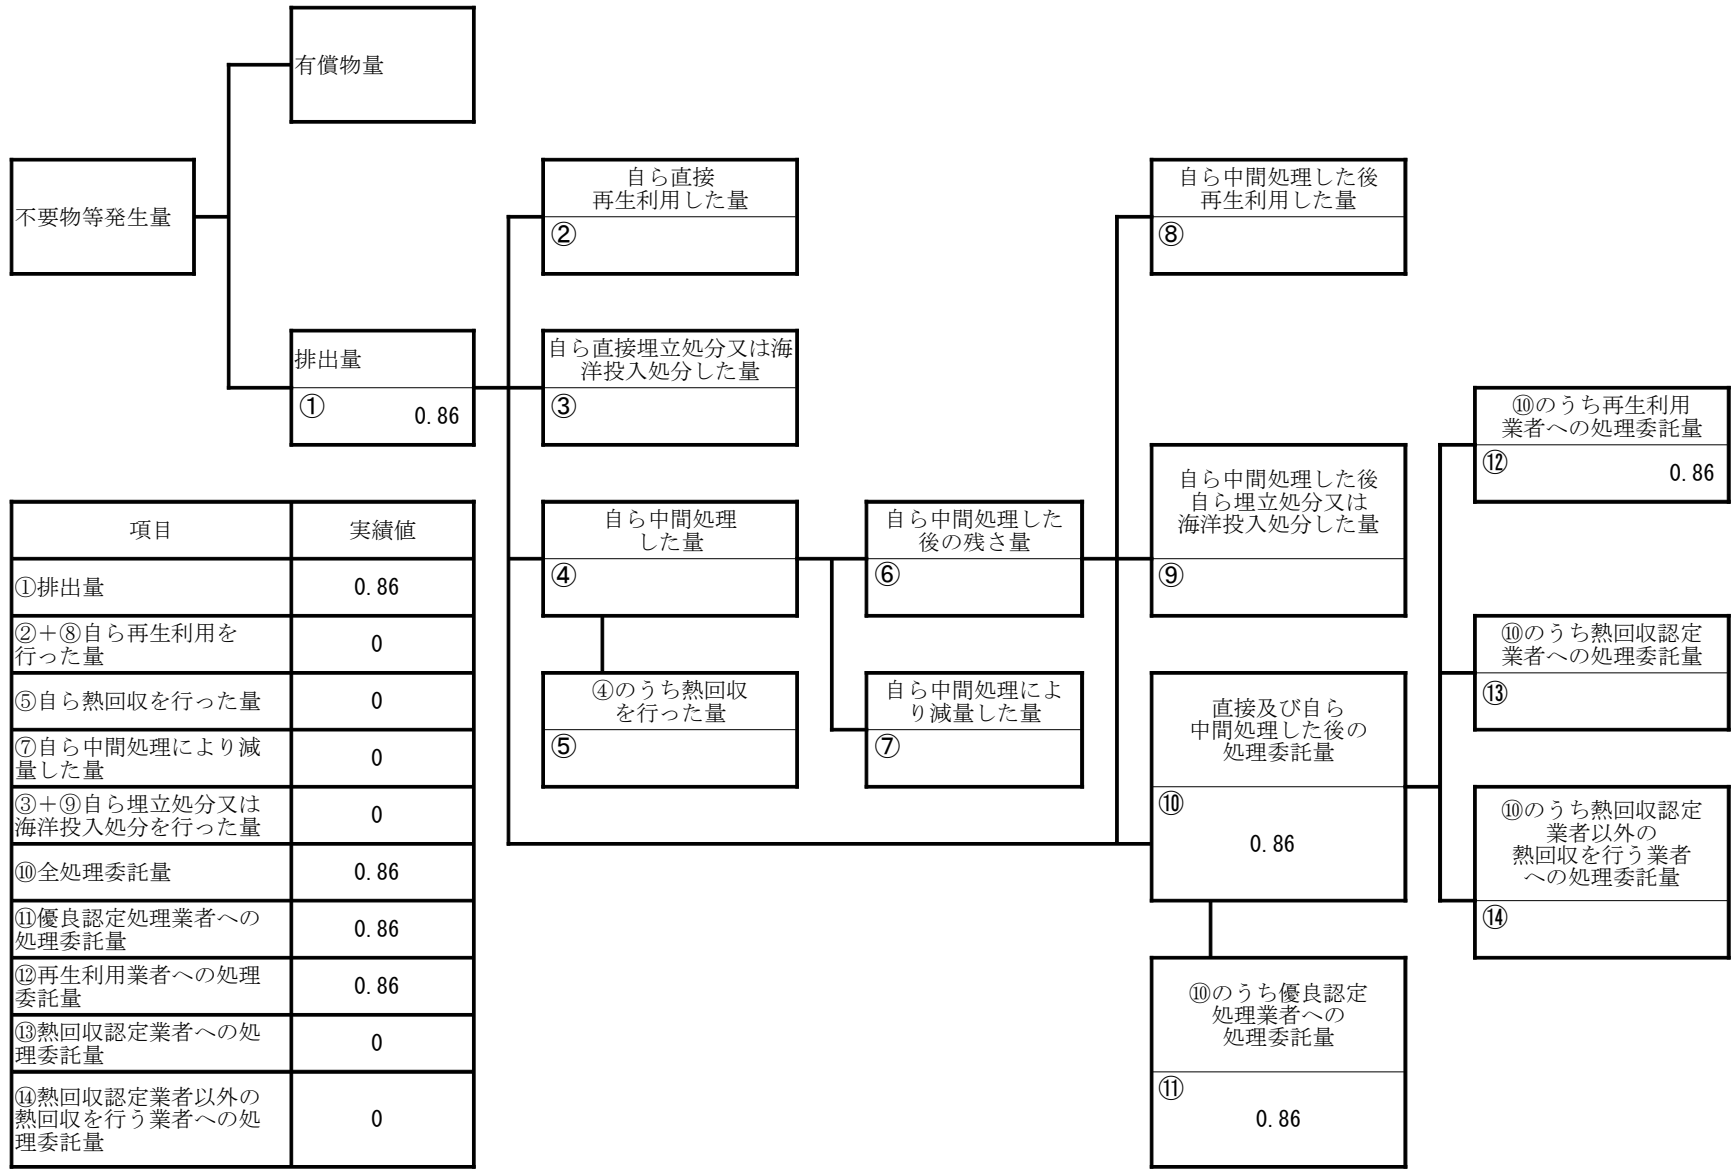 有償物量
不要物等発生量
自ら直接
再生利用した量
②
自ら中間処理した後
再生利用した量
⑧
排出量
①
0.86
自ら直接埋立処分又は海
洋投入処分した量
③
⑩のうち再生利用
業者への処理委託量
⑫
0.86
自ら中間処理
した量
④
自ら中間処理した
後の残さ量
⑥
自ら中間処理した後
自ら埋立処分又は
海洋投入処分した量
⑨
⑩のうち熱回収認定
業者への処理委託量
⑬
④のうち熱回収
を行った量
⑤
自ら中間処理によ
り減量した量
⑦
直接及び自ら
中間処理した後の
処理委託量
⑩
0.86
⑩のうち熱回収認定
業者以外の
熱回収を行う業者
への処理委託量
⑭
⑩のうち優良認定
処理業者への
処理委託量
⑪
0.86
項目 実績値
①排出量 0.86
②+⑧自ら再生利用を
行った量 0
⑤自ら熱回収を行った量 0
⑦自ら中間処理により減
量した量 0
③+⑨自ら埋立処分又は
海洋投入処分を行った量 0
⑩全処理委託量 0.86
⑪優良認定処理業者への
処理委託量 0.86
⑫再生利用業者への処理
委託量 0.86
⑬熱回収認定業者への処
理委託量 0
⑭熱回収認定業者以外の
熱回収を行う業者への処
理委託量 0